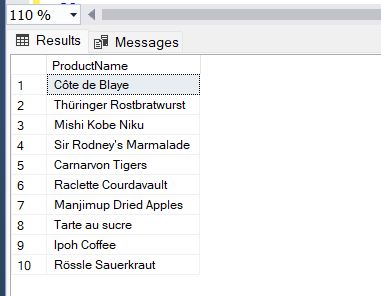 110 %
Results Messages
ProductName
1 Côte de Blaye
2 Thüringer Rostbratwurst
3 Mishi Kobe Niku
4 Sir Rodney's Marmalade
5 Carnarvon Tigers
6 Raclette Courdavault
7 Manjimup Dried Apples
8 Tarte au sucre
9 Ipoh Coffee
10 Rössle Sauerkraut